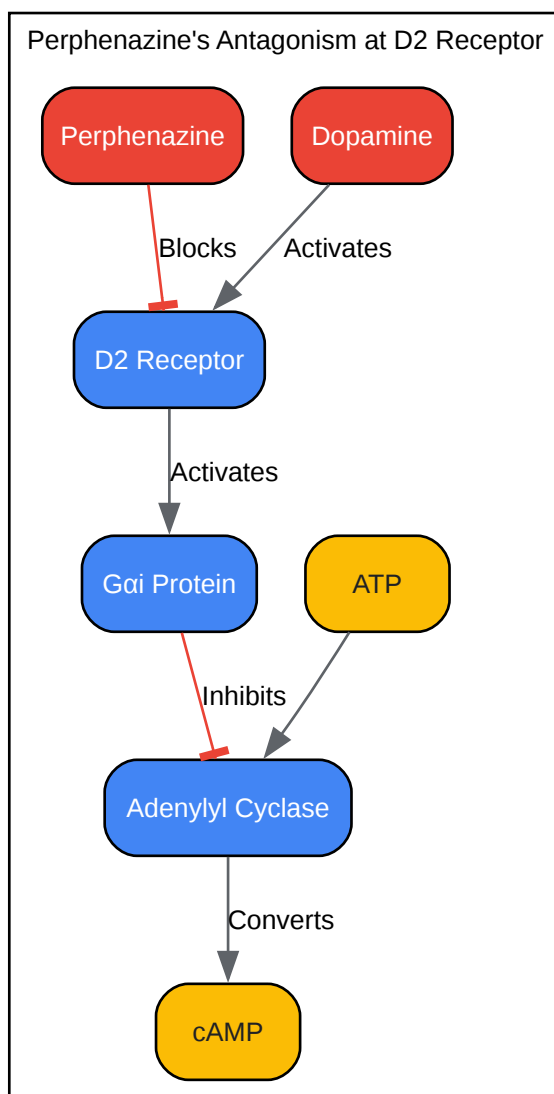 Perphenazine's Antagonism at D2 Receptor
Perphenazine
Dopamine
Blocks
Activates
D2 Receptor
Activates
Gαi Protein
ATP
Inhibits
Adenylyl Cyclase
Converts
cAMP